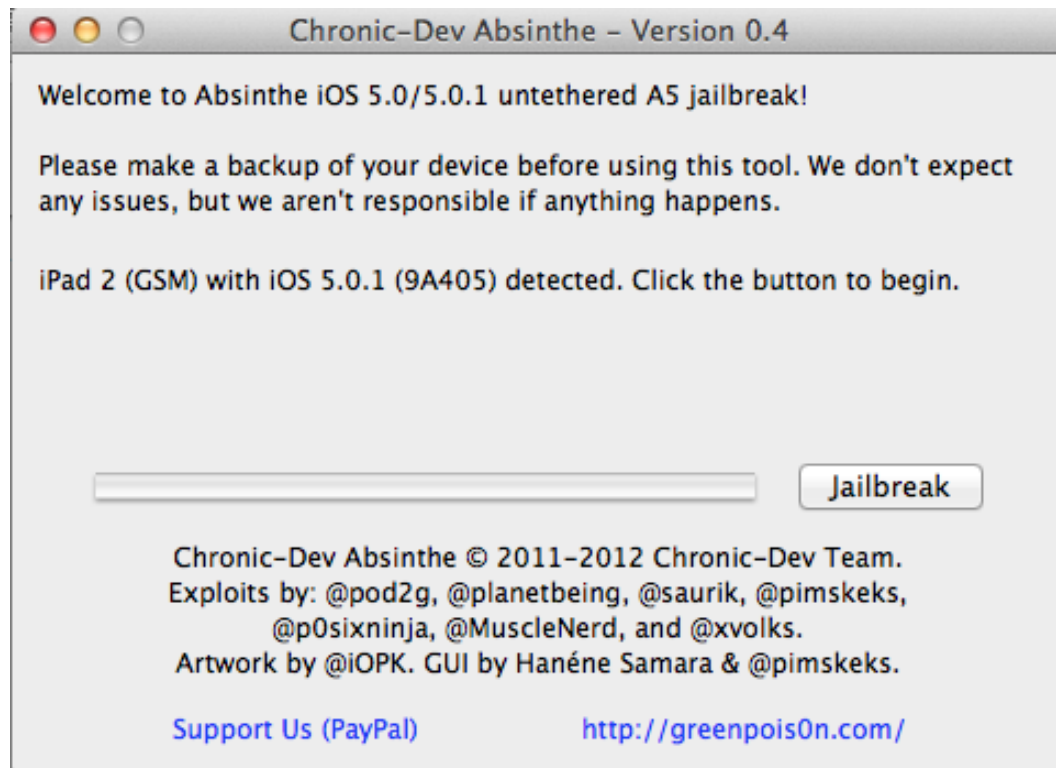 Chronic-Dev Absinthe – Version 0.4
Welcome to Absinthe iOS 5.0/5.0.1 untethered A5 jailbreak!
Please make a backup of your device before using this tool. We don't expect
any issues, but we aren't responsible if anything happens.
iPad 2 (GSM) with iOS 5.0.1 (9A405) detected. Click the button to begin.
Jailbreak
Chronic-Dev Absinthe © 2011-2012 Chronic-Dev Team.
Exploits by: @pod2g, @planetbeing, @saurik, @pimskeks,
@p0sixninja, @MuscleNerd, and @xvolks.
Artwork by @iOPK. GUI by Hanéne Samara & @pimskeks.
Support Us (PayPal) http://greenpois0n.com/